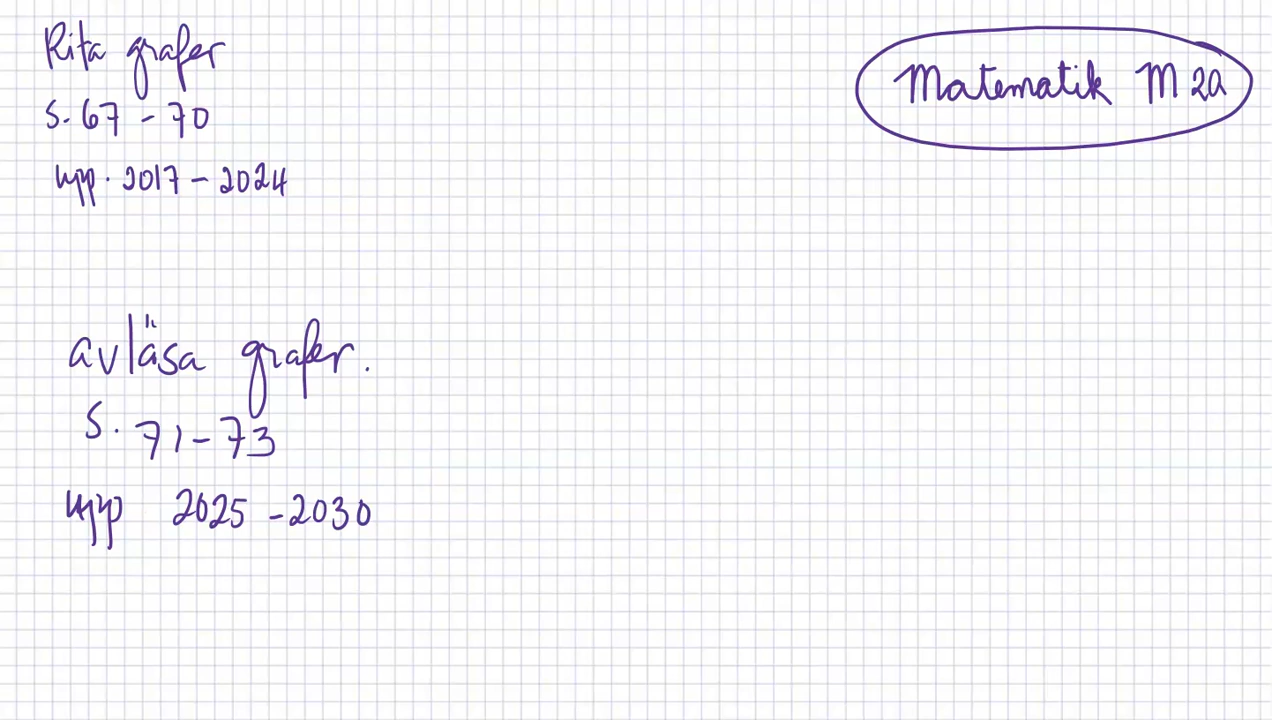 Rita grafer
s. 67 - 70
upp. 2017 - 2024
Matematik M 2a
avläsa grafer.
S. 71 - 73
upp 2025 - 2030